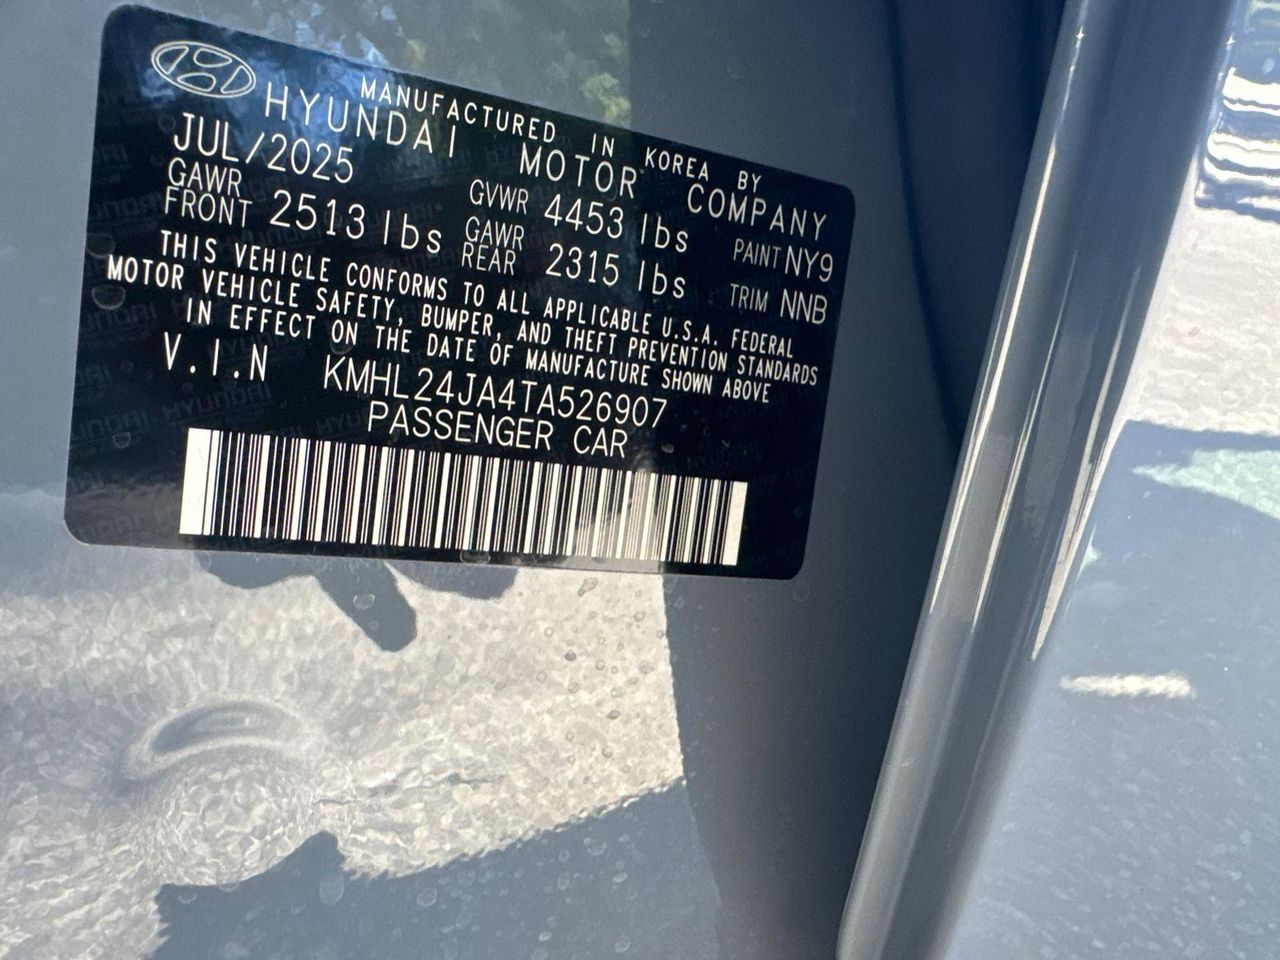 MANUFACTURED IN KOREA BY
HYUNDAI MOTOR COMPANY
JUL/2025 GVWR 4453 lbs PAINT NY9
GAWR FRONT 2513 lbs GAWR REAR 2315 lbs TRIM NNB
THIS VEHICLE CONFORMS TO ALL APPLICABLE U.S.A. FEDERAL
MOTOR VEHICLE SAFETY, BUMPER, AND THEFT PREVENTION STANDARDS
IN EFFECT ON THE DATE OF MANUFACTURE SHOWN ABOVE
V.I.N KMHL24JA4TA526907
PASSENGER CAR